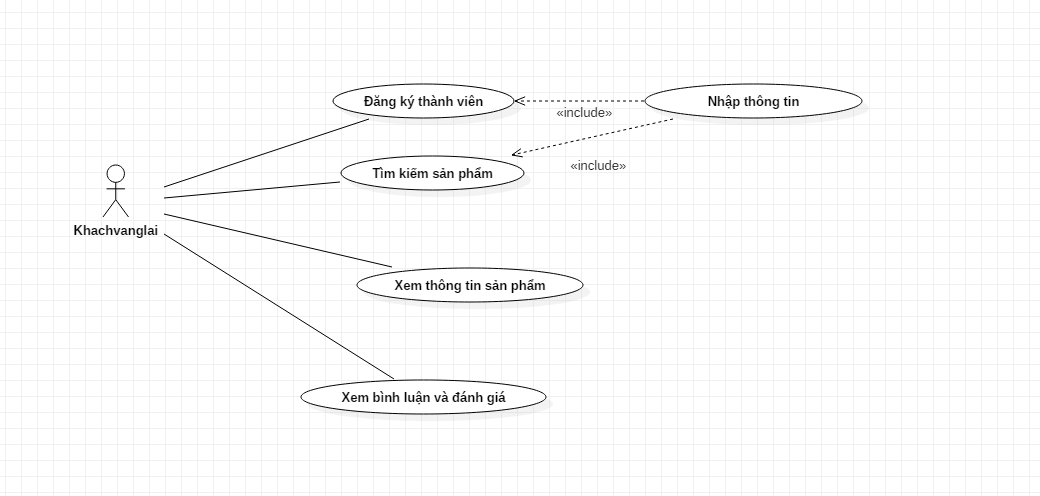 Đăng ký thành viên
Nhập thông tin
«include»
Tìm kiếm sản phẩm
«include»
Khachvanglai
Xem thông tin sản phẩm
Xem bình luận và đánh giá